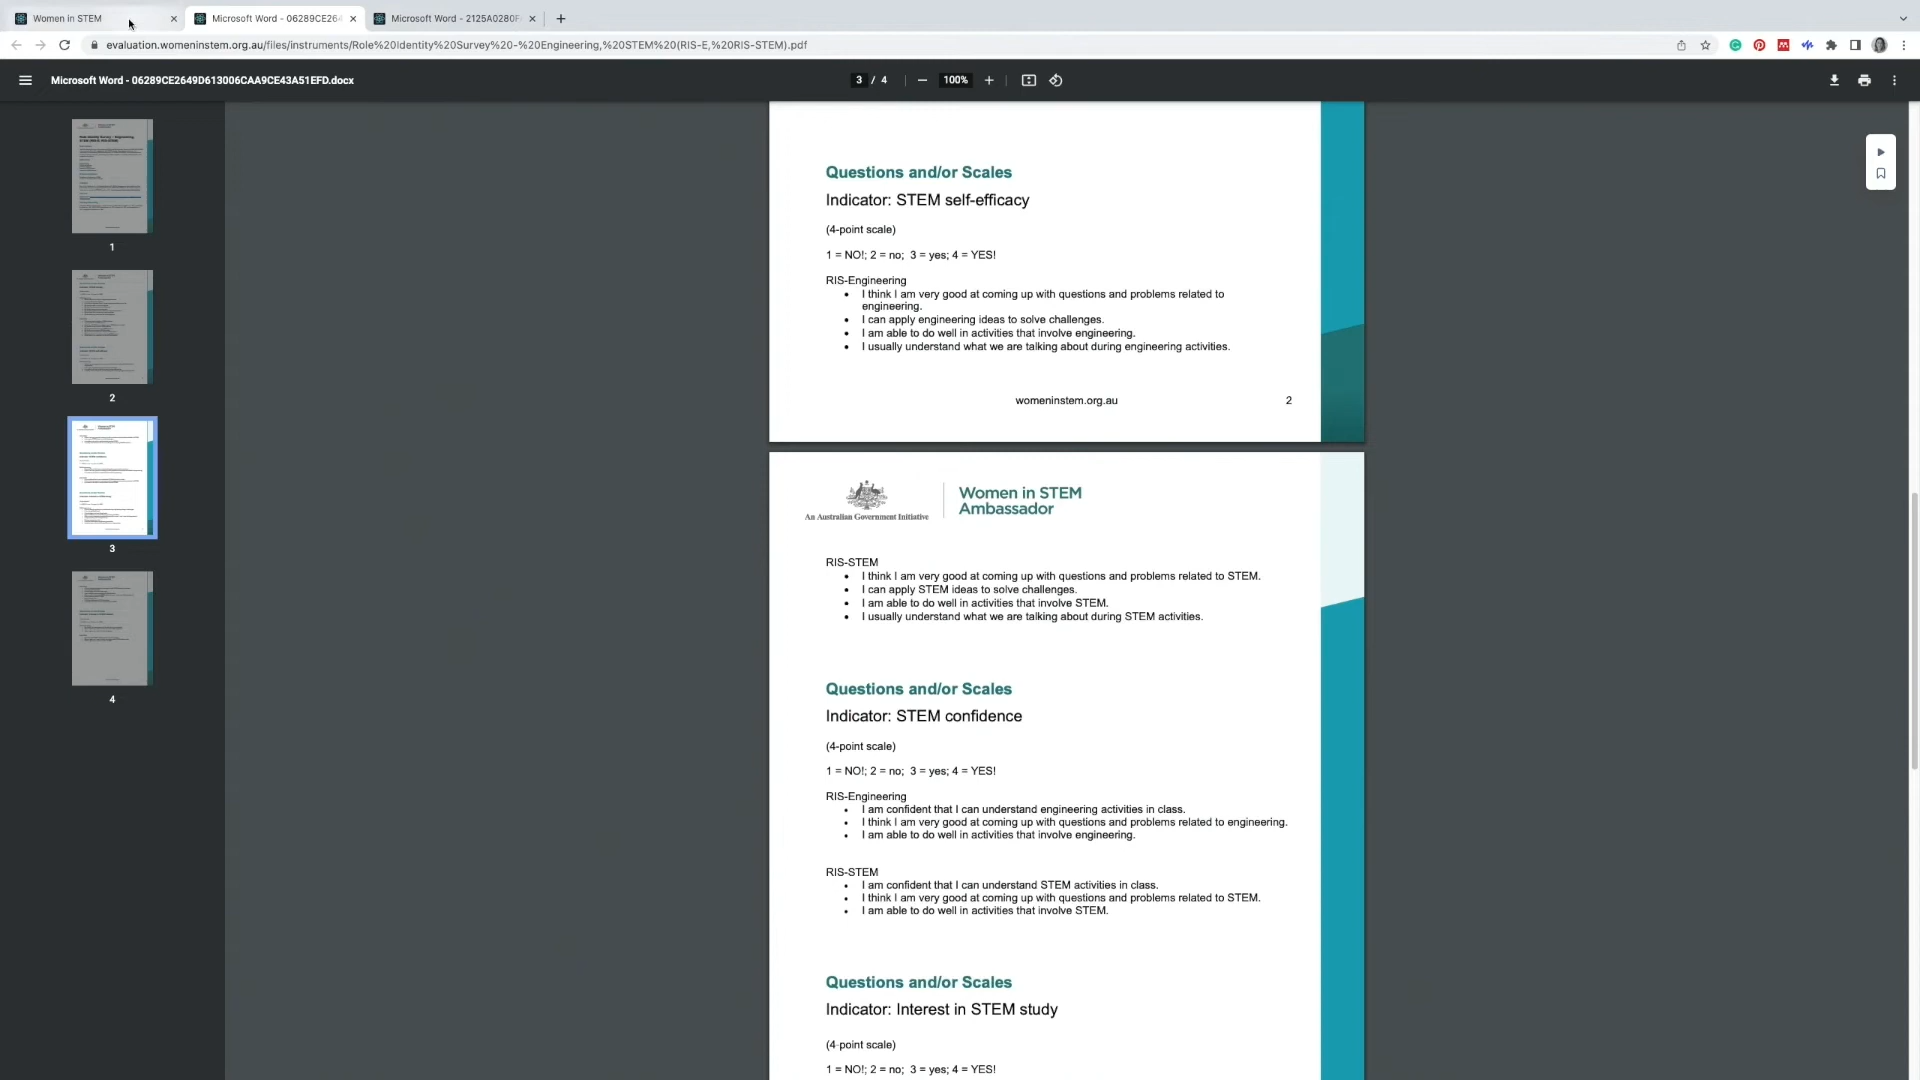 Women in STEM
Microsoft Word - 06289CE26
Microsoft Word - 2125A0280F
evaluation.womeninstem.org.au/files/instruments/Role%20Identity%20Survey%20-%20Engineering,%20STEM%20(RIS-E,%20RIS-STEM).pdf
Microsoft Word - 06289CE2649D613006CAA9CE43A51EFD.docx
3 / 4
100%
1
2
3
4
Questions and/or Scales
Indicator: STEM self-efficacy
(4-point scale)
1 = NO!; 2 = no; 3 = yes; 4 = YES!
RIS-Engineering
• I think I am very good at coming up with questions and problems related to
engineering.
• I can apply engineering ideas to solve challenges.
• I am able to do well in activities that involve engineering.
• I usually understand what we are talking about during engineering activities.
womeninstem.org.au 2
An Australian Government Initiative
Women in STEM
Ambassador
RIS-STEM
• I think I am very good at coming up with questions and problems related to STEM.
• I can apply STEM ideas to solve challenges.
• I am able to do well in activities that involve STEM.
• I usually understand what we are talking about during STEM activities.
Questions and/or Scales
Indicator: STEM confidence
(4-point scale)
1 = NO!; 2 = no; 3 = yes; 4 = YES!
RIS-Engineering
• I am confident that I can understand engineering activities in class.
• I think I am very good at coming up with questions and problems related to engineering.
• I am able to do well in activities that involve engineering.
RIS-STEM
• I am confident that I can understand STEM activities in class.
• I think I am very good at coming up with questions and problems related to STEM.
• I am able to do well in activities that involve STEM.
Questions and/or Scales
Indicator: Interest in STEM study
(4-point scale)
1 = NO!; 2 = no; 3 = yes; 4 = YES!